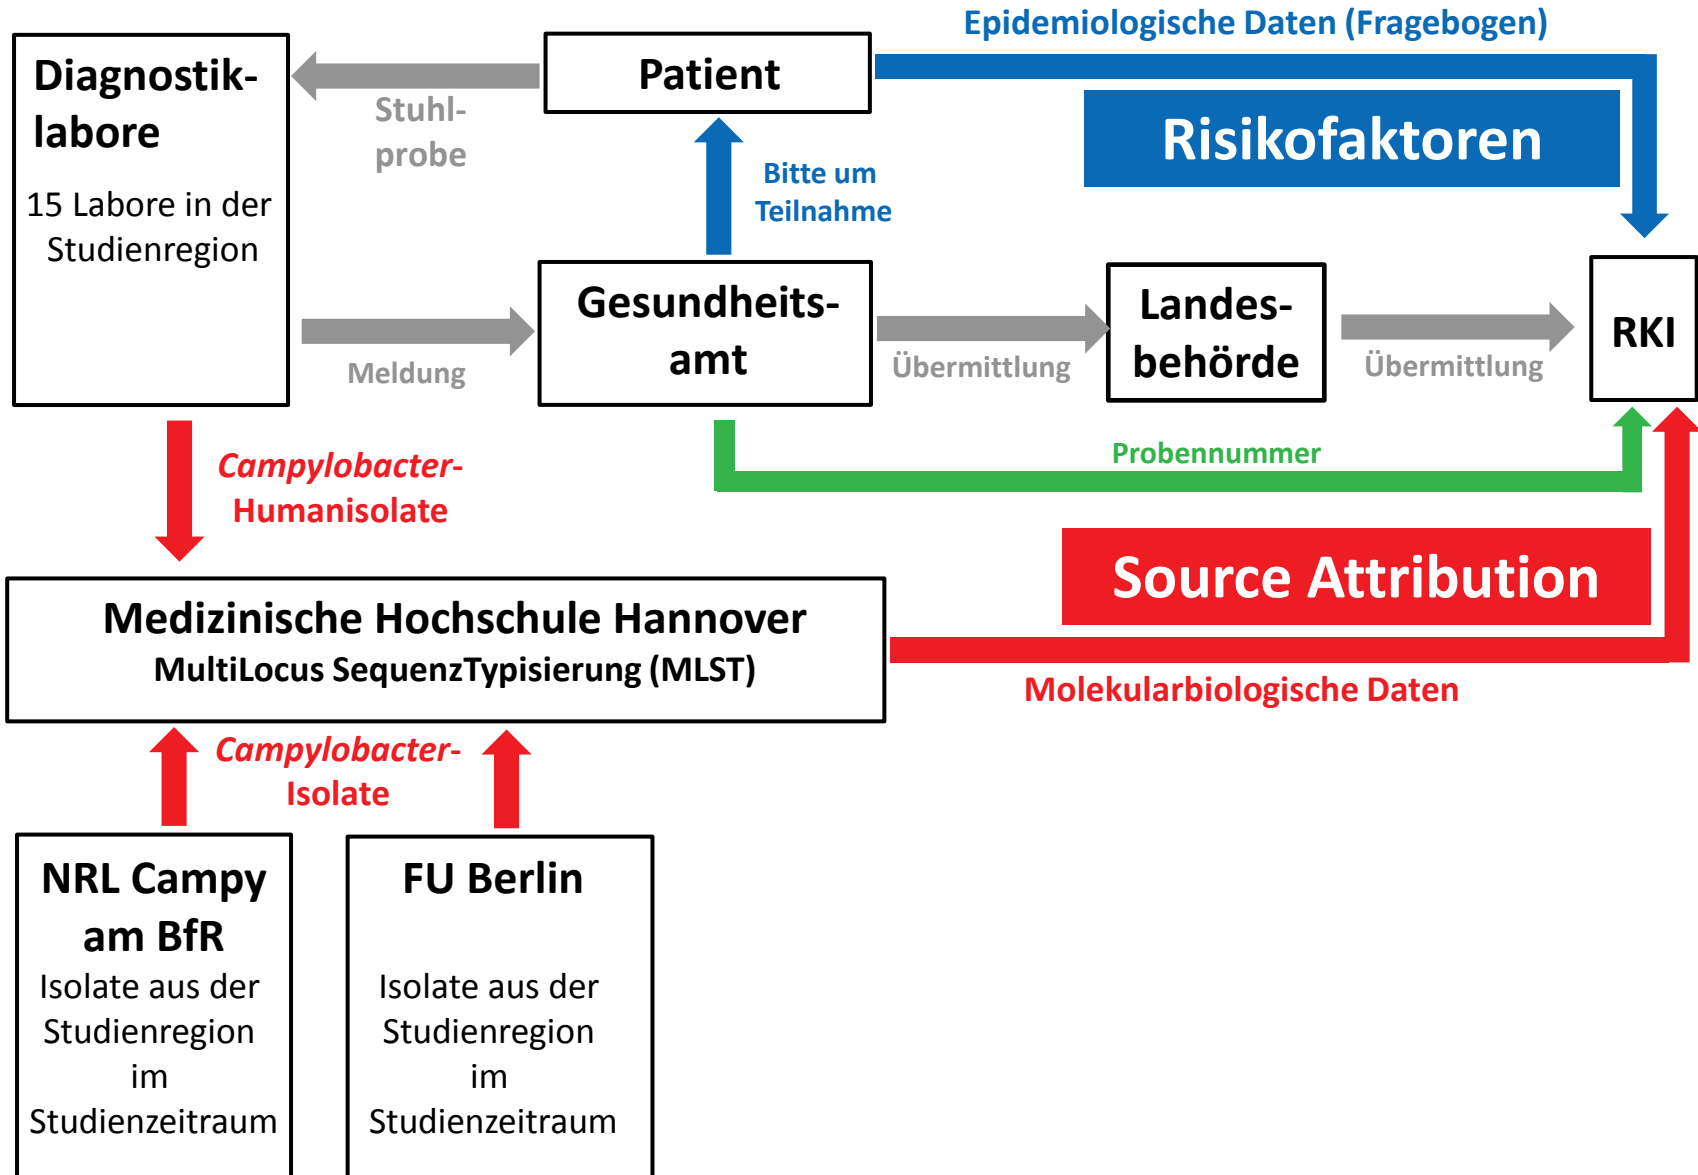 Epidemiologische Daten (Fragebogen)
Diagnostik-
labore
15 Labore in der
Studienregion
Stuhl-
probe
Patient
Risikofaktoren
Bitte um
Teilnahme
Meldung
Gesundheits-
amt
Übermittlung
Landes-
behörde
Übermittlung
RKI
Probennummer
Campylobacter-
Humanisolate
Source Attribution
Medizinische Hochschule Hannover
MultiLocus SequenzTypisierung (MLST)
Molekularbiologische Daten
Campylobacter-
Isolate
NRL Campy
am BfR
Isolate aus der
Studienregion
im
Studienzeitraum
FU Berlin
Isolate aus der
Studienregion
im
Studienzeitraum